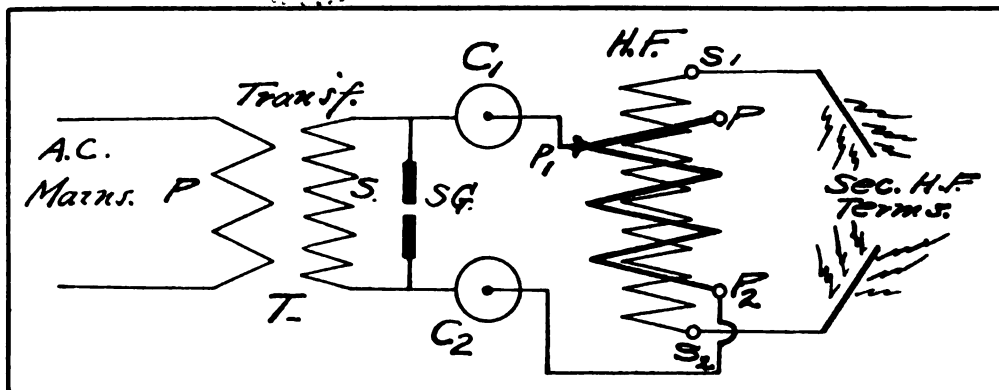 A.C.
Mains.
P
Transf.
S.
T-
SG.
C1
C2
H.F.
S1
P
P1
P2
S2
Sec. H.F.
Terms.